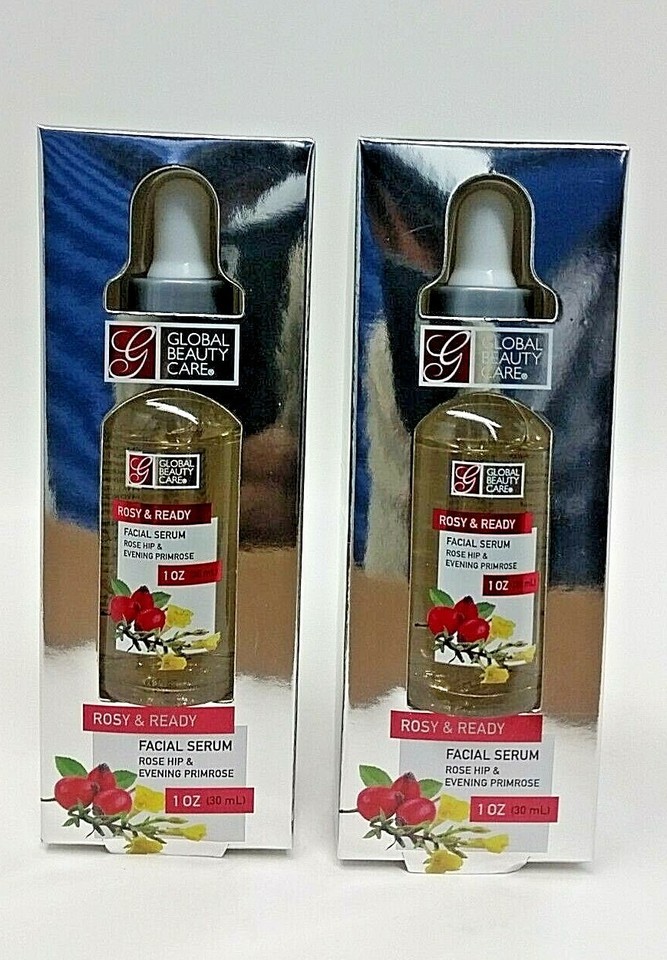 GLOBAL
BEAUTY
CARE®
GLOBAL
BEAUTY
CARE®
ROSY & READY
FACIAL SERUM
ROSE HIP &
EVENING PRIMROSE
1 OZ
ROSY & READY
FACIAL SERUM
ROSE HIP &
EVENING PRIMROSE
1 OZ (30 mL)
GLOBAL
BEAUTY
CARE®
GLOBAL
BEAUTY
CARE®
ROSY & READY
FACIAL SERUM
ROSE HIP &
EVENING PRIMROSE
1 OZ
ROSY & READY
FACIAL SERUM
ROSE HIP &
EVENING PRIMROSE
1 OZ (30 mL)